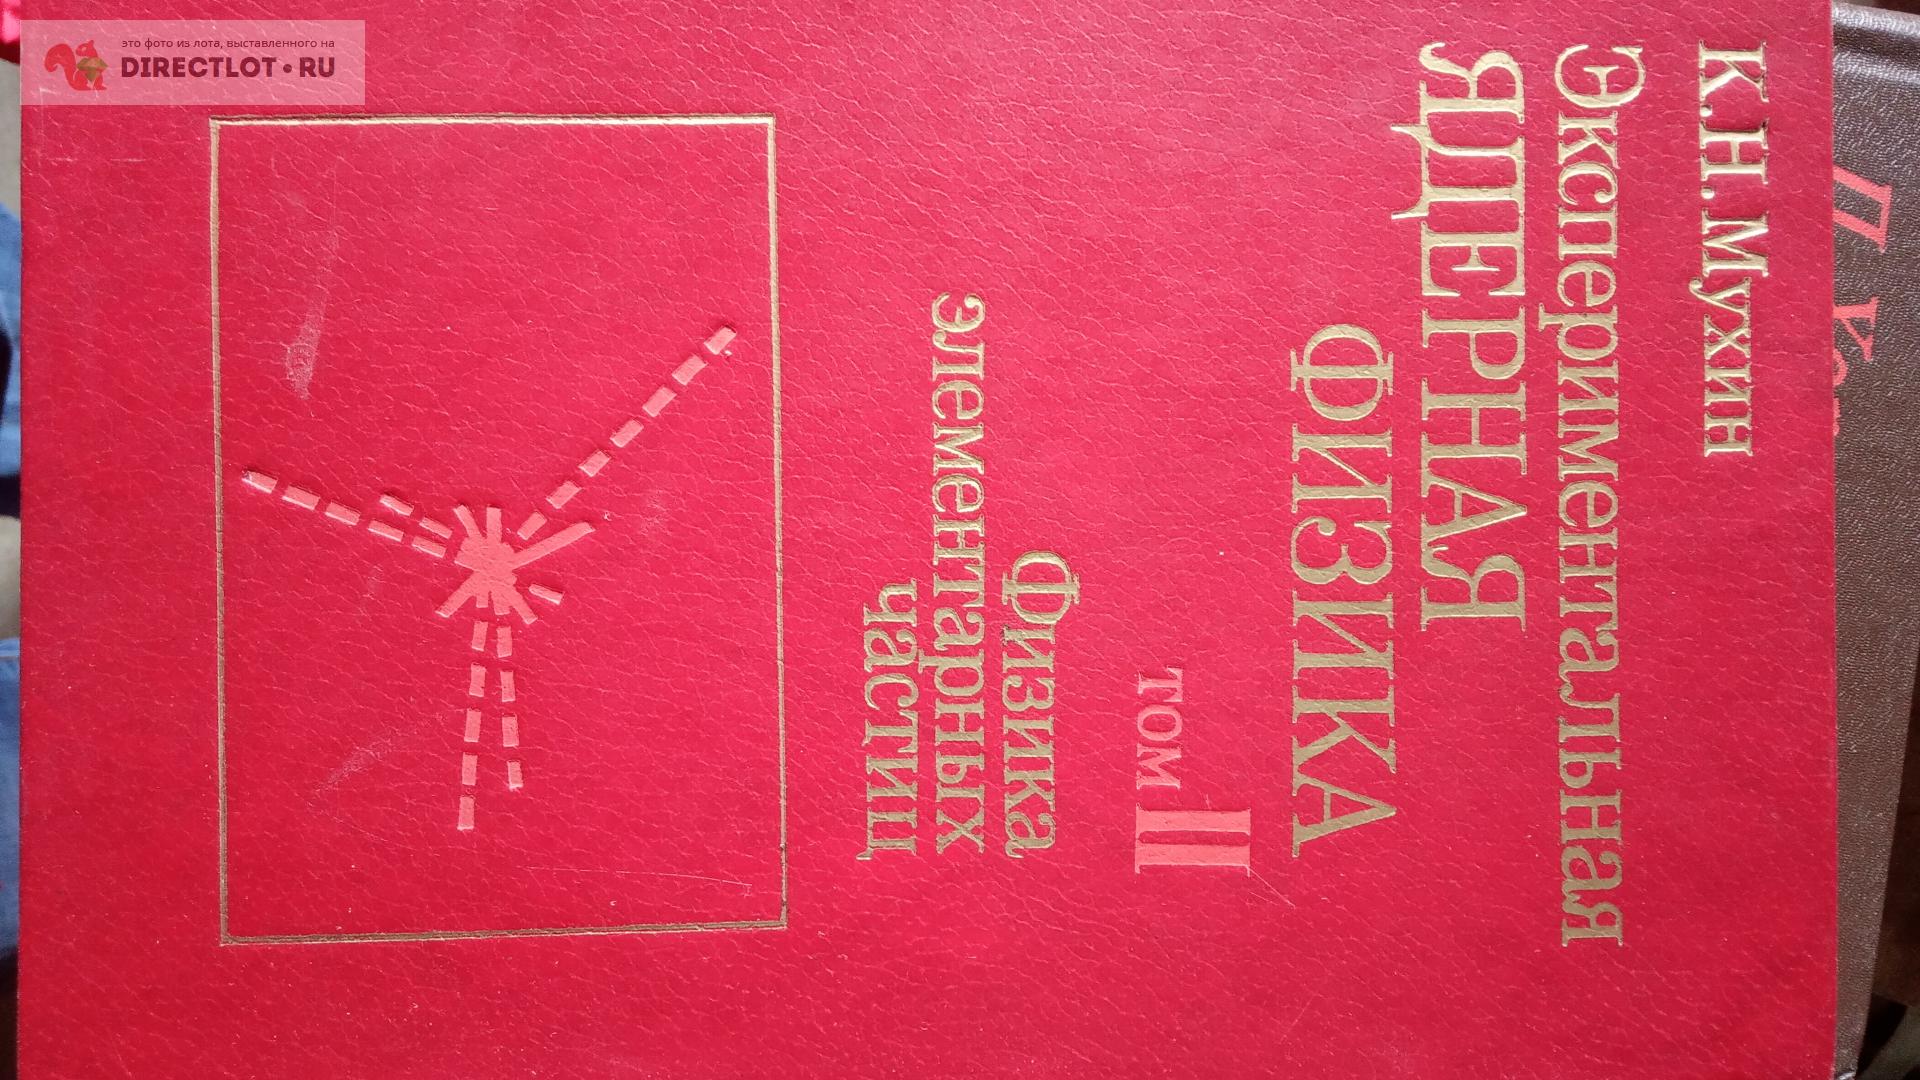 это фото из лота, выставленного на
DIRECTLOT•RU
К.Н. Мухин
Экспериментальная
ЯДЕРНАЯ
ФИЗИКА
ТОМ II
Физика
элементарных
частиц